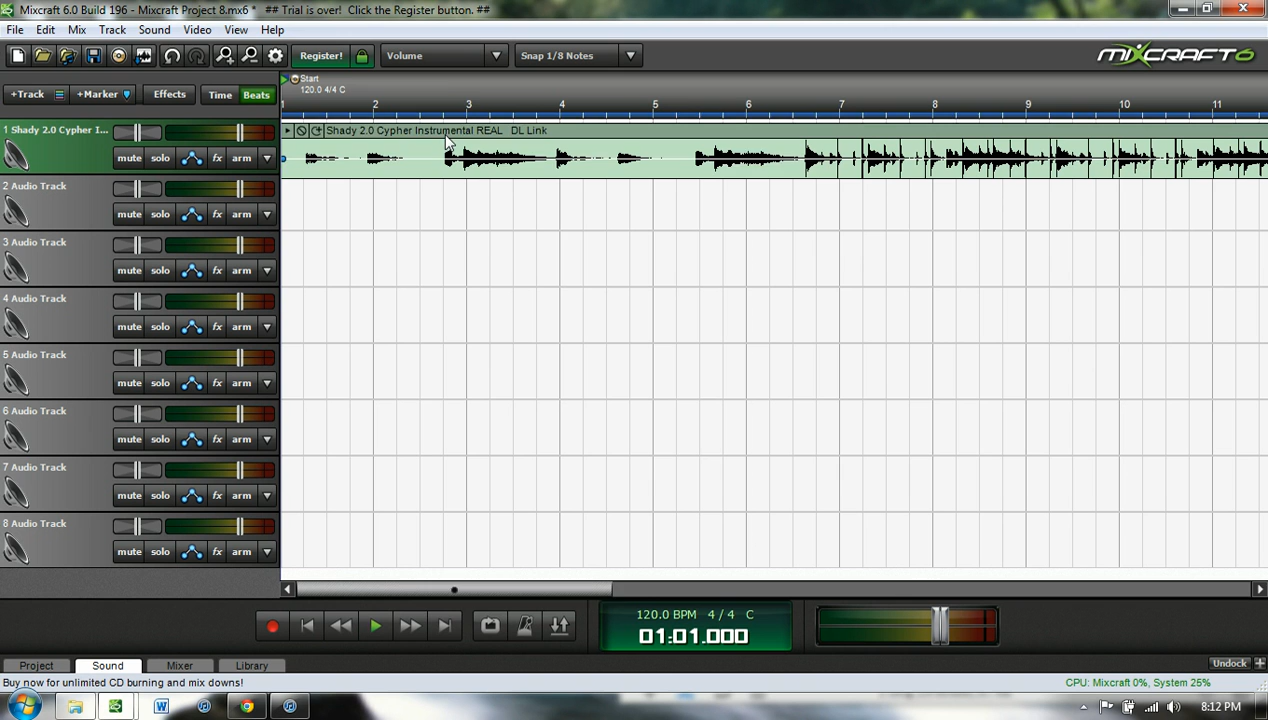 Mixcraft 6.0 Build 196 - Mixcraft Project 8.mx6 *   ## Trial is over!  Click the Register button. ##
File Edit Mix Track Sound Video View Help
Register! Volume Snap 1/8 Notes MIXCRAFT 6
+Track +Marker Effects Time Beats
Start
120.0 4/4 C
1 2 3 4 5 6 7 8 9 10 11
1 Shady 2.0 Cypher I... Shady 2.0 Cypher Instrumental REAL   DL Link
mute solo fx arm
2 Audio Track
mute solo fx arm
3 Audio Track
mute solo fx arm
4 Audio Track
mute solo fx arm
5 Audio Track
mute solo fx arm
6 Audio Track
mute solo fx arm
7 Audio Track
mute solo fx arm
8 Audio Track
mute solo fx arm
120.0 BPM 4 / 4 C
01:01.000
Project Sound Mixer Library Undock
Buy now for unlimited CD burning and mix downs! CPU: Mixcraft 0%, System 25%
8:12 PM